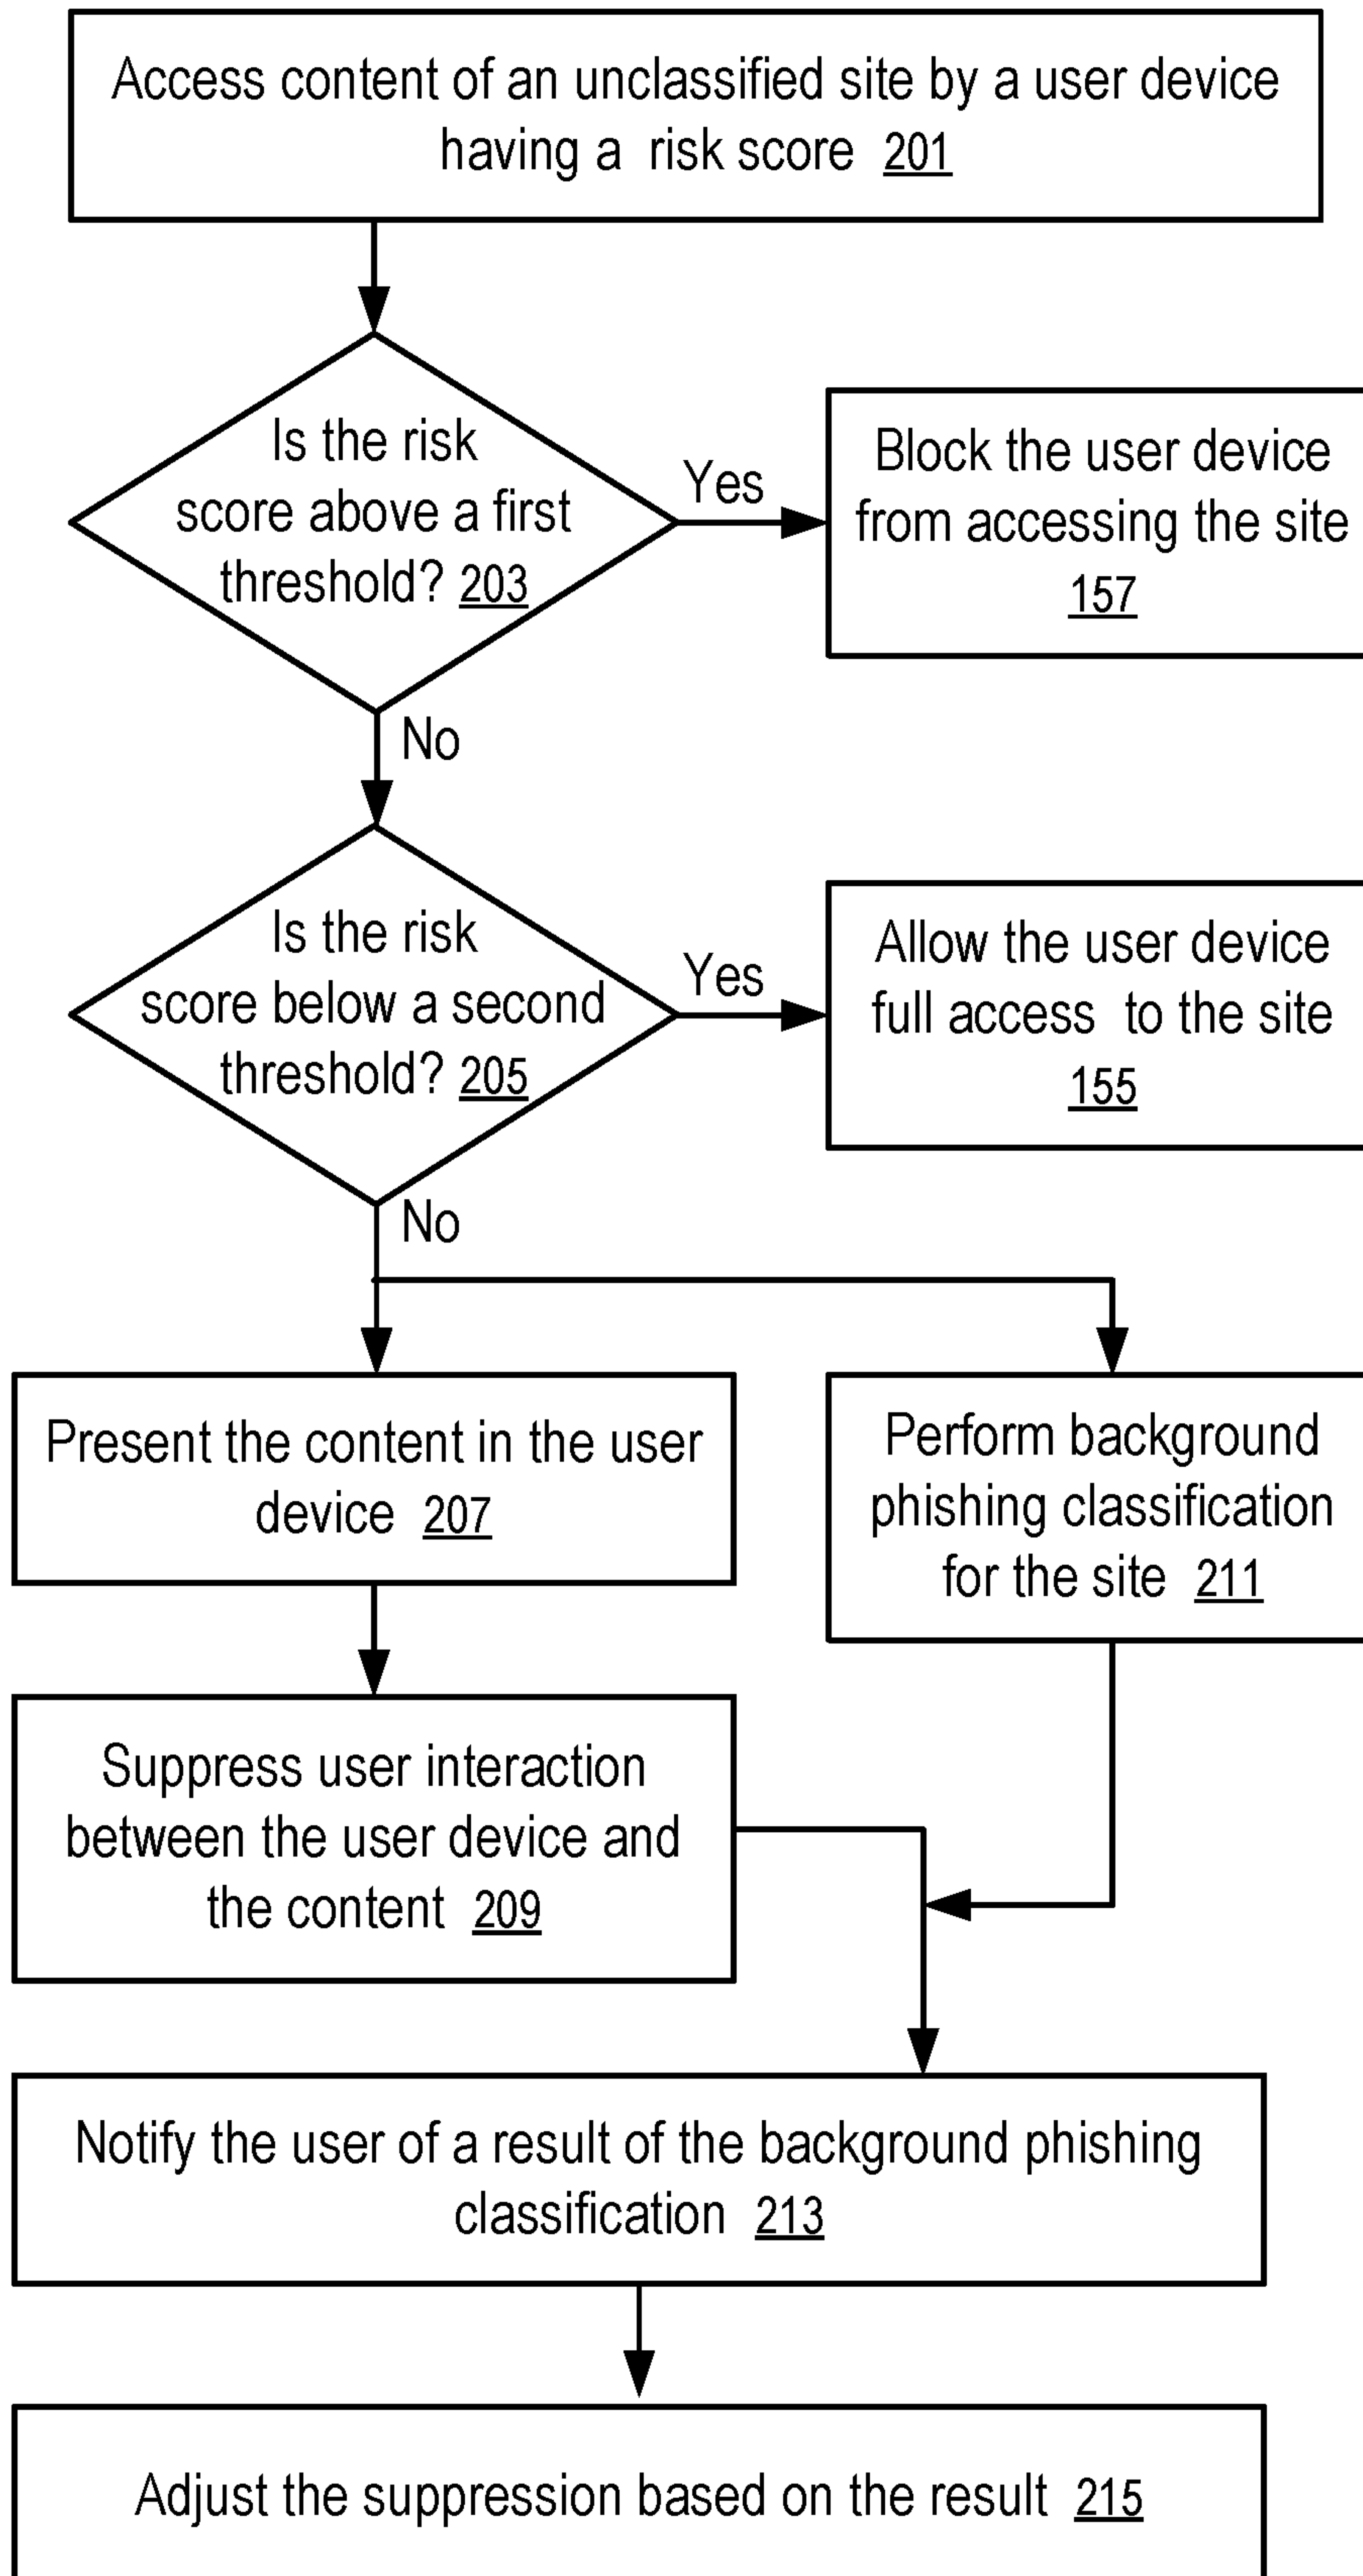 Access content of an unclassified site by a user device
having a risk score 201
Is the risk
score above a first
threshold? 203
Yes
Block the user device
from accessing the site
157
No
Is the risk
score below a second
threshold? 205
Yes
Allow the user device
full access to the site
155
No
Present the content in the user
device 207
Perform background
phishing classification
for the site 211
Suppress user interaction
between the user device and
the content 209
Notify the user of a result of the background phishing
classification 213
Adjust the suppression based on the result 215